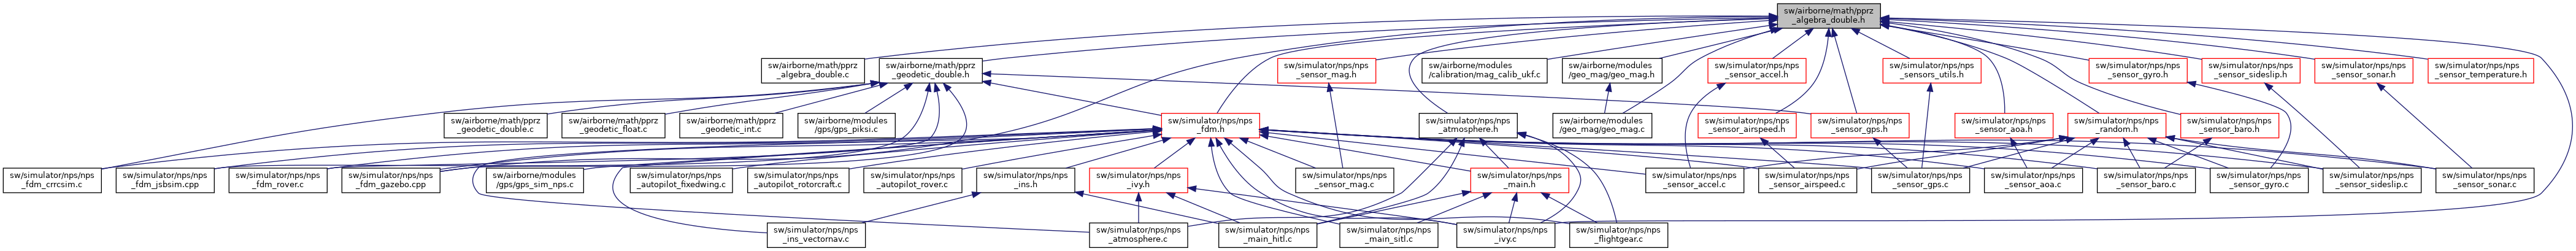 sw/airborne/math/pprz
_algebra_double.h
sw/airborne/math/pprz
_algebra_double.c
sw/airborne/math/pprz
_geodetic_double.h
sw/simulator/nps/nps
_sensor_mag.h
sw/airborne/modules
/calibration/mag_calib_ukf.c
sw/airborne/modules
/geo_mag/geo_mag.h
sw/simulator/nps/nps
_sensor_accel.h
sw/simulator/nps/nps
_sensors_utils.h
sw/simulator/nps/nps
_sensor_gyro.h
sw/simulator/nps/nps
_sensor_sideslip.h
sw/simulator/nps/nps
_sensor_sonar.h
sw/simulator/nps/nps
_sensor_temperature.h
sw/airborne/math/pprz
_geodetic_double.c
sw/airborne/math/pprz
_geodetic_float.c
sw/airborne/math/pprz
_geodetic_int.c
sw/airborne/modules
/gps/gps_piksi.c
sw/simulator/nps/nps
_fdm.h
sw/simulator/nps/nps
_atmosphere.h
sw/airborne/modules
/geo_mag/geo_mag.c
sw/simulator/nps/nps
_sensor_airspeed.h
sw/simulator/nps/nps
_sensor_gps.h
sw/simulator/nps/nps
_sensor_aoa.h
sw/simulator/nps/nps
_random.h
sw/simulator/nps/nps
_sensor_baro.h
sw/simulator/nps/nps
_fdm_crrcsim.c
sw/simulator/nps/nps
_fdm_jsbsim.cpp
sw/simulator/nps/nps
_fdm_rover.c
sw/simulator/nps/nps
_fdm_gazebo.cpp
sw/airborne/modules
/gps/gps_sim_nps.c
sw/simulator/nps/nps
_autopilot_fixedwing.c
sw/simulator/nps/nps
_autopilot_rotorcraft.c
sw/simulator/nps/nps
_autopilot_rover.c
sw/simulator/nps/nps
_ins.h
sw/simulator/nps/nps
_ivy.h
sw/simulator/nps/nps
_sensor_mag.c
sw/simulator/nps/nps
_main.h
sw/simulator/nps/nps
_sensor_accel.c
sw/simulator/nps/nps
_sensor_airspeed.c
sw/simulator/nps/nps
_sensor_gps.c
sw/simulator/nps/nps
_sensor_aoa.c
sw/simulator/nps/nps
_sensor_baro.c
sw/simulator/nps/nps
_sensor_gyro.c
sw/simulator/nps/nps
_sensor_sideslip.c
sw/simulator/nps/nps
_sensor_sonar.c
sw/simulator/nps/nps
_ins_vectornav.c
sw/simulator/nps/nps
_atmosphere.c
sw/simulator/nps/nps
_main_hitl.c
sw/simulator/nps/nps
_main_sitl.c
sw/simulator/nps/nps
_ivy.c
sw/simulator/nps/nps
_flightgear.c